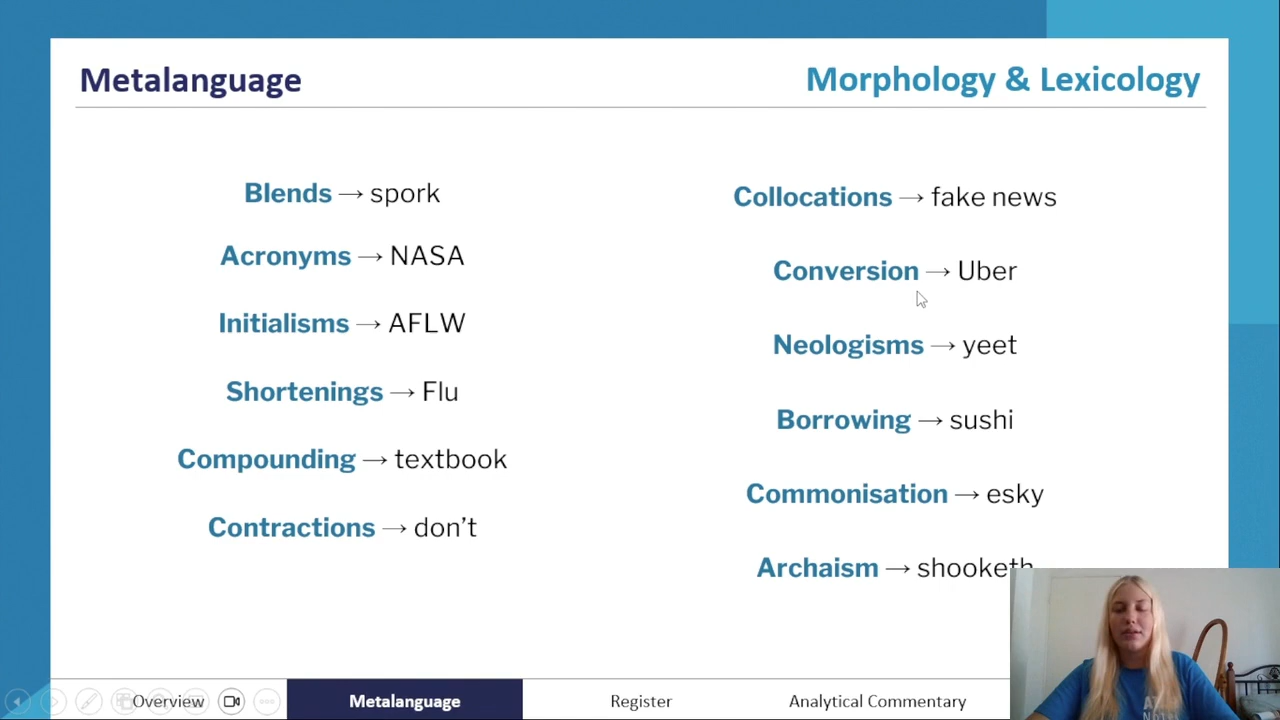 Metalanguage
Morphology & Lexicology
Blends → spork
Acronyms → NASA
Initialisms → AFLW
Shortenings → Flu
Compounding → textbook
Contractions → don’t
Collocations → fake news
Conversion → Uber
Neologisms → yeet
Borrowing → sushi
Commonisation → esky
Archaism → shooketh
Overview
Metalanguage
Register
Analytical Commentary